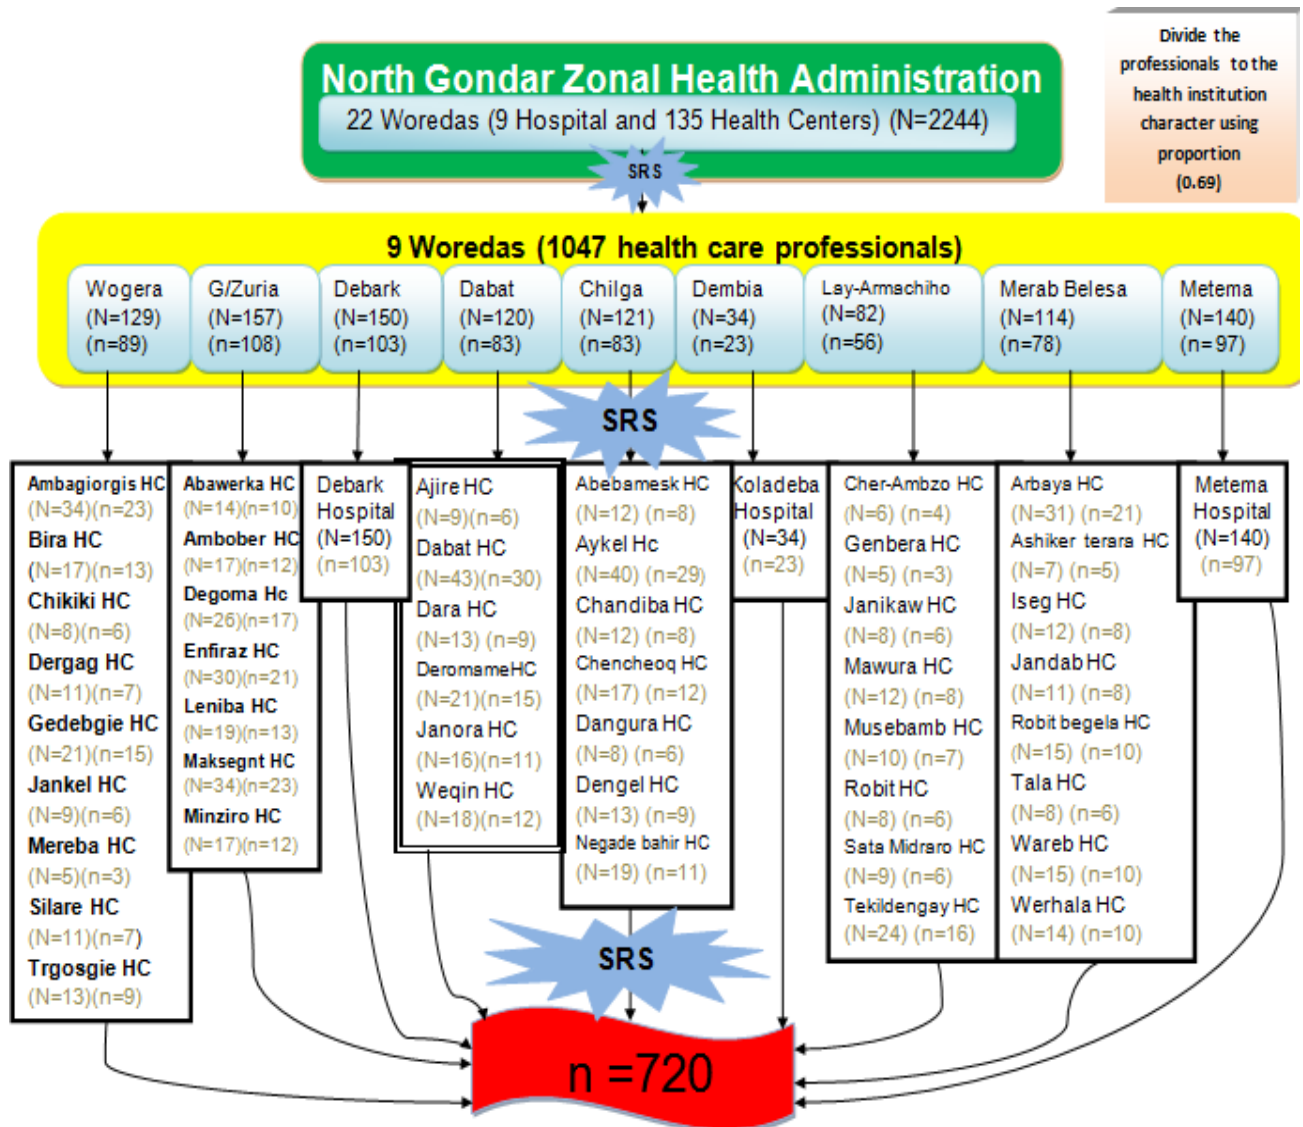 Divide the
professionals to the
health institution
character using
proportion
(0.69)
North Gondar Zonal Health Administration
22 Woredas (9 Hospital and 135 Health Centers) (N=2244)
SRS
9 Woredas (1047 health care professionals)
Wogera
(N=129)
(n=89)
G/Zuria
(N=157)
(n=108)
Debark
(N=150)
(n=103)
Dabat
(N=120)
(n=83)
Chilga
(N=121)
(n=83)
Dembia
(N=34)
(n=23)
Lay-Armachiho
(N=82)
(n=56)
Merab Belesa
(N=114)
(n=78)
Metema
(N=140)
(n=97)
SRS
Ambagiorgis HC
(N=34)(n=23)
Bira HC
(N=17)(n=13)
Chikiki HC
(N=8)(n=6)
Dergag HC
(N=11)(n=7)
Gedebgie HC
(N=21)(n=15)
Jankel HC
(N=9)(n=6)
Mereba HC
(N=5)(n=3)
Silare HC
(N=11)(n=7)
Trgosgie HC
(N=13)(n=9)
Abawerka HC
(N=14)(n=10)
Ambober HC
(N=17)(n=12)
Degoma Hc
(N=26)(n=17)
Enfiraz HC
(N=30)(n=21)
Leniba HC
(N=19)(n=13)
Maksegnt HC
(N=34)(n=23)
Minziro HC
(N=17)(n=12)
Debark
Hospital
(N=150)
(n=103)
Ajire HC
(N=9)(n=6)
Dabat HC
(N=43)(n=30)
Dara HC
(N=13) (n=9)
DeromameHC
(N=21)(n=15)
Janora HC
(N=16)(n=11)
Weqin HC
(N=18)(n=12)
Abebamesk HC
(N=12) (n=8)
Aykel Hc
(N=40) (n=29)
Chandiba HC
(N=12) (n=8)
Chencheoq HC
(N=17) (n=12)
Dangura HC
(N=8) (n=6)
Dengel HC
(N=13) (n=9)
Negade bahir HC
(N=19) (n=11)
Koladeba
Hospital
(N=34)
(n=23)
Cher-Ambzo HC
(N=6) (n=4)
Genbera HC
(N=5) (n=3)
Janikaw HC
(N=8) (n=6)
Mawura HC
(N=12) (n=8)
Musebamb HC
(N=10) (n=7)
Robit HC
(N=8) (n=6)
Sata Midraro HC
(N=9) (n=6)
Tekildengay HC
(N=24) (n=16)
Arbaya HC
(N=31) (n=21)
Ashiker terara HC
(N=7) (n=5)
Iseg HC
(N=12) (n=8)
Jandab HC
(N=11) (n=8)
Robit begela HC
(N=15) (n=10)
Tala HC
(N=8) (n=6)
Wareb HC
(N=15) (n=10)
Werhala HC
(N=14) (n=10)
Metema
Hospital
(N=140)
(n=97)
SRS
n =720